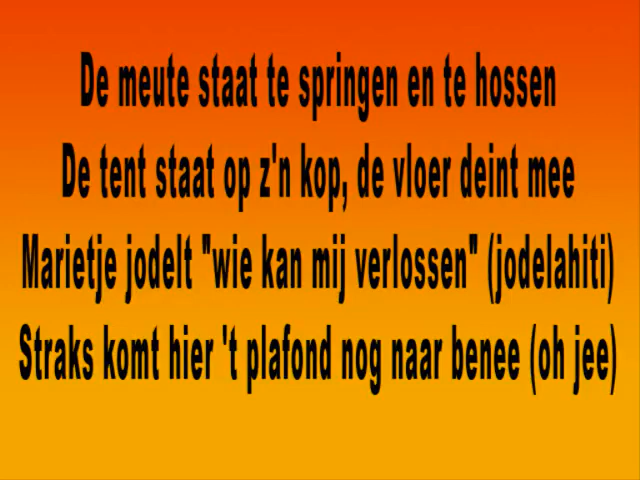 De meute staat te springen en te hossen
De tent staat op z'n kop, de vloer deint mee
Marietje jodelt "wie kan mij verlossen" (jodelahiti)
Straks komt hier 't plafond nog naar benee (oh jee)